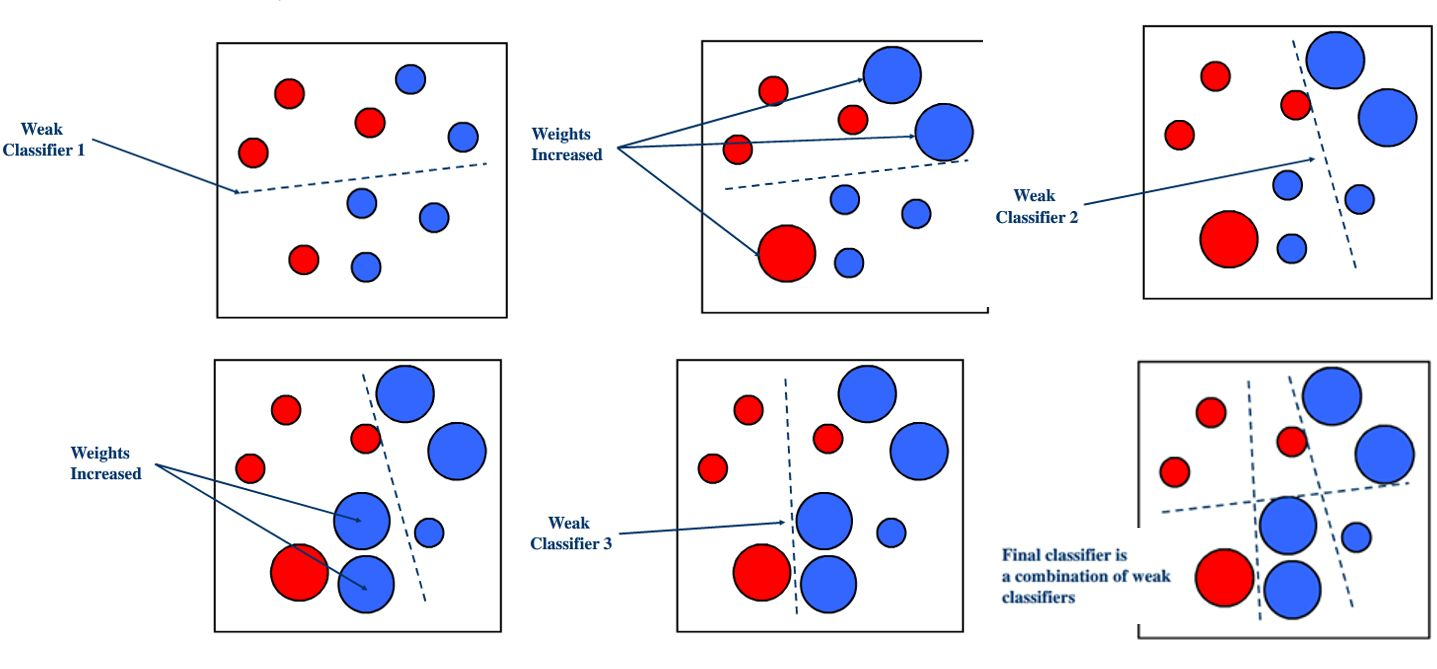 Weak
Classifier 1
Weights
Increased
Weak
Classifier 2
Weights
Increased
Weak
Classifier 3
Final classifier is
a combination of weak
classifiers